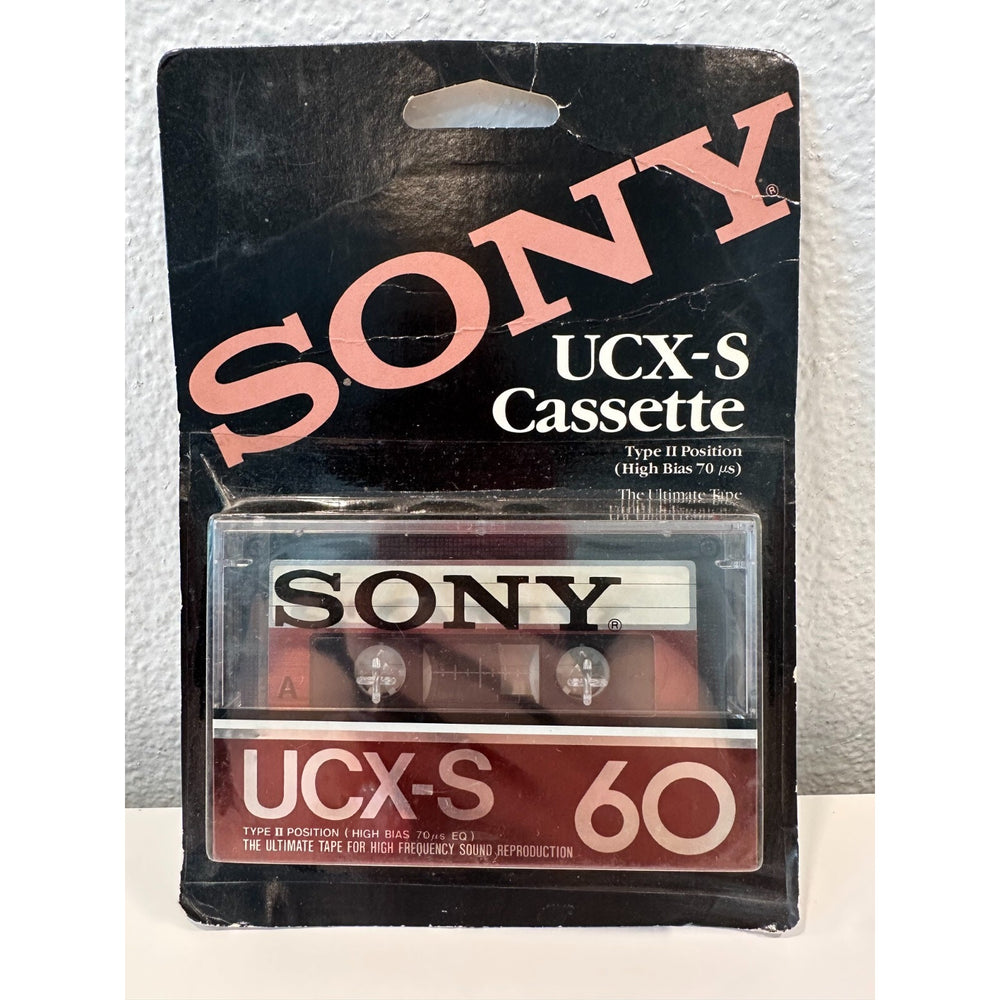 SONY®
UCX-S
Cassette
Type II Position
(High Bias 70 µs)
The Ultimate Tape
SONY®
A
UCX-S 60
TYPE II POSITION (HIGH BIAS 70µs EQ)
THE ULTIMATE TAPE FOR HIGH FREQUENCY SOUND REPRODUCTION